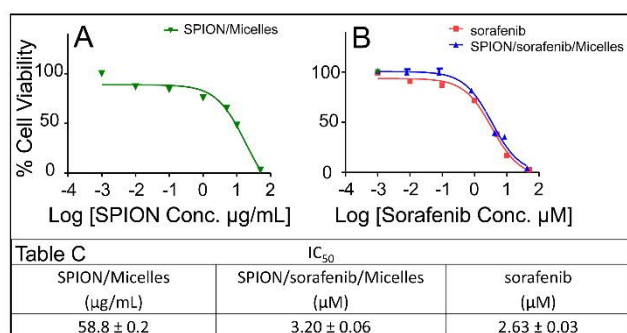 A
SPION/Micelles
% Cell Viability
100
50
0
-4 -3 -2 -1 0 1 2
Log [SPION Conc. µg/mL]
B
sorafenib
SPION/sorafenib/Micelles
100
50
0
-4 -3 -2 -1 0 1 2
Log [Sorafenib Conc. µM]
Table C IC50
SPION/Micelles SPION/sorafenib/Micelles sorafenib
(µg/mL) (µM) (µM)
58.8 ± 0.2 3.20 ± 0.06 2.63 ± 0.03